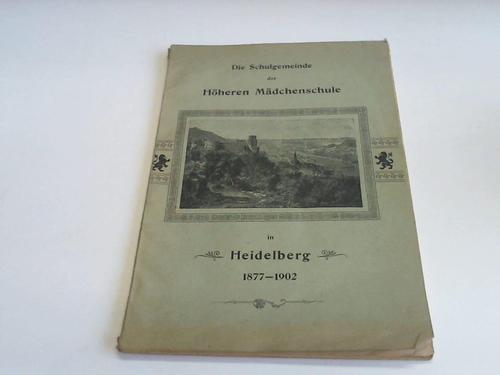 Die Schulgemeinde
der
Höheren Mädchenschule
in
Heidelberg
1877—1902